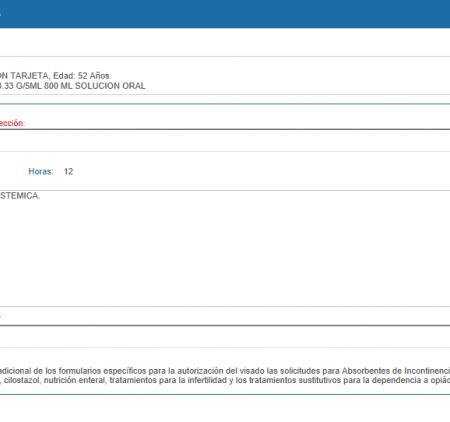 ON TARJETA, Edad: 52 Años.
3.33 G/5ML 800 ML SOLUCION ORAL
ección:
Horas: 12
STEMICA.
adicional de los formularios específicos para la autorización del visado las solicitudes para Absorbentes de Incontinenci
, cilostazol, nutrición enteral, tratamientos para la infertilidad y los tratamientos sustitutivos para la dependencia a opiác